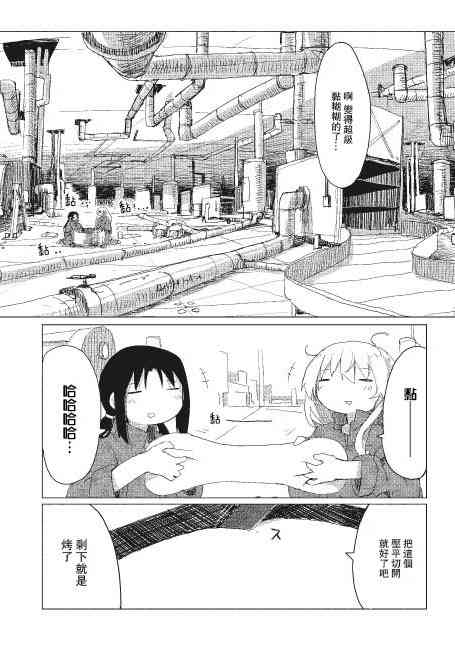 啊 變得超級
黏糊糊的了…
黏…
黏…
黏…
黏——
黏…
哈哈哈哈…
把這個
壓平切開
就好了吧
ス
剩下就是
烤了